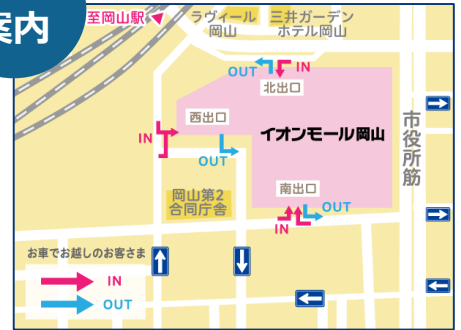 案内
至岡山駅
ラヴィール
岡山
三井ガーデン
ホテル岡山
OUT
IN
北出口
西出口
IN
OUT
イオンモール岡山
市役所筋
岡山第2
合同庁舎
南出口
OUT
IN
お車でお越しのお客さま
IN
OUT